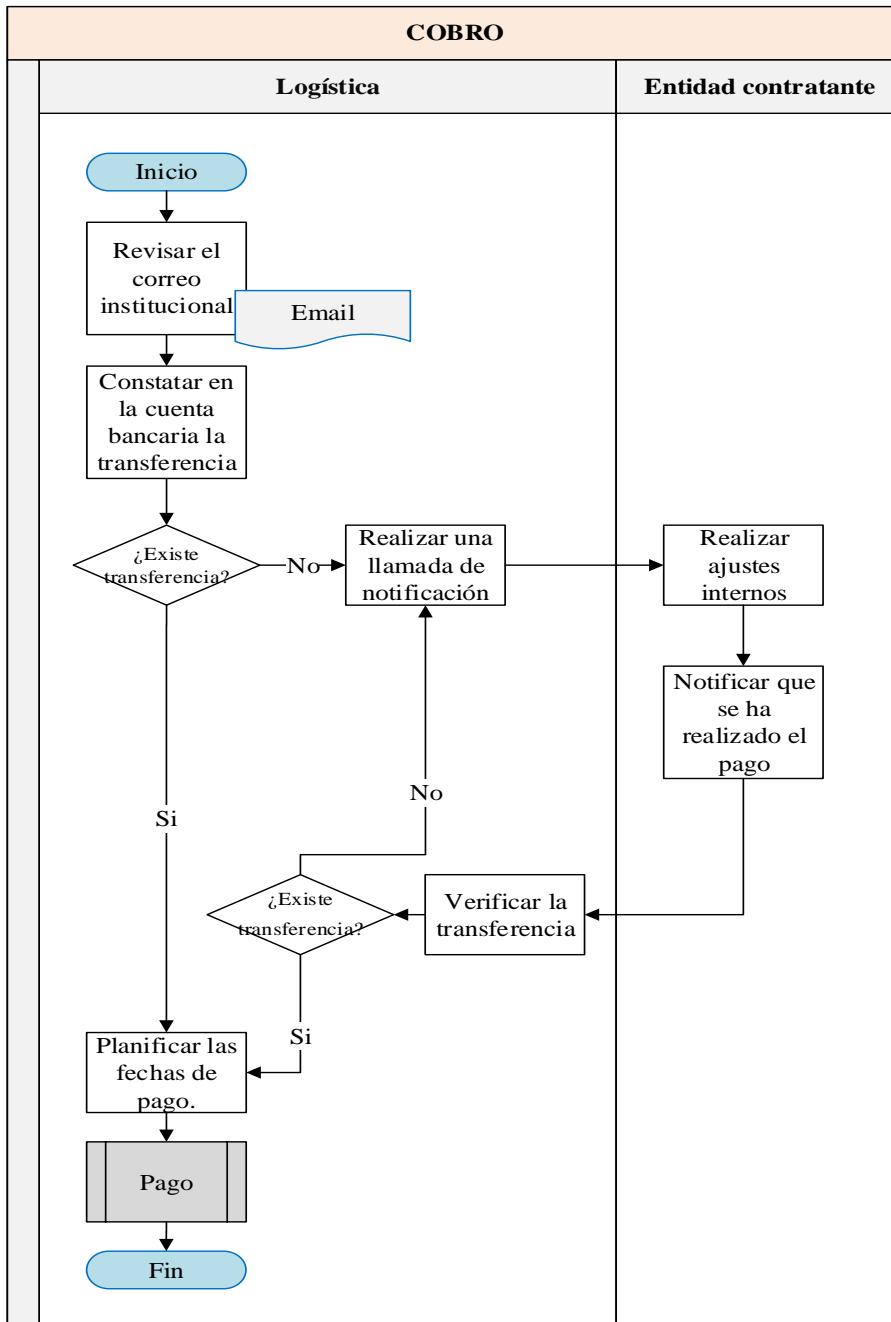 COBRO
Logística
Entidad contratante
Inicio
Revisar el
correo
institucional
Email
Constatar en
la cuenta
bancaria la
transferencia
¿Existe
transferencia?
No
Realizar una
llamada de
notificación
Realizar
ajustes
internos
Notificar que
se ha
realizado el
pago
No
Si
¿Existe
transferencia?
Verificar la
transferencia
Si
Planificar las
fechas de
pago.
Pago
Fin